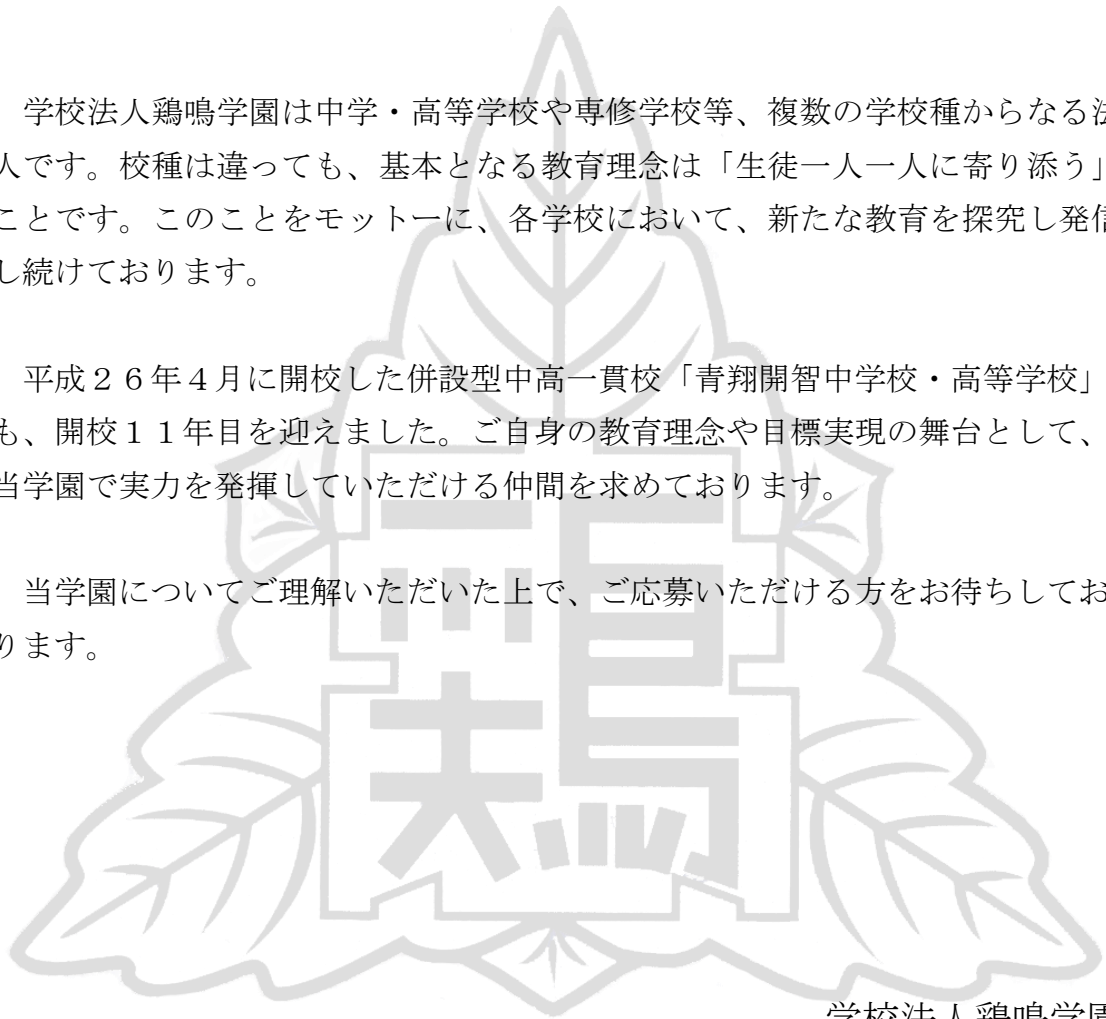 学校法人鶏鳴学園は中学・高等学校や専修学校等、複数の学校種からなる法
人です。校種は違っても、基本となる教育理念は「生徒一人一人に寄り添う」
ことです。このことをモットーに、各学校において、新たな教育を探究し発信
し続けております。
平成２６年４月に開校した併設型中高一貫校「青翔開智中学校・高等学校」
も、開校１１年目を迎えました。ご自身の教育理念や目標実現の舞台として、
当学園で実力を発揮していただける仲間を求めております。
当学園についてご理解いただいた上で、ご応募いただける方をお待ちしてお
ります。
鶏
学校法人鶏鳴学園